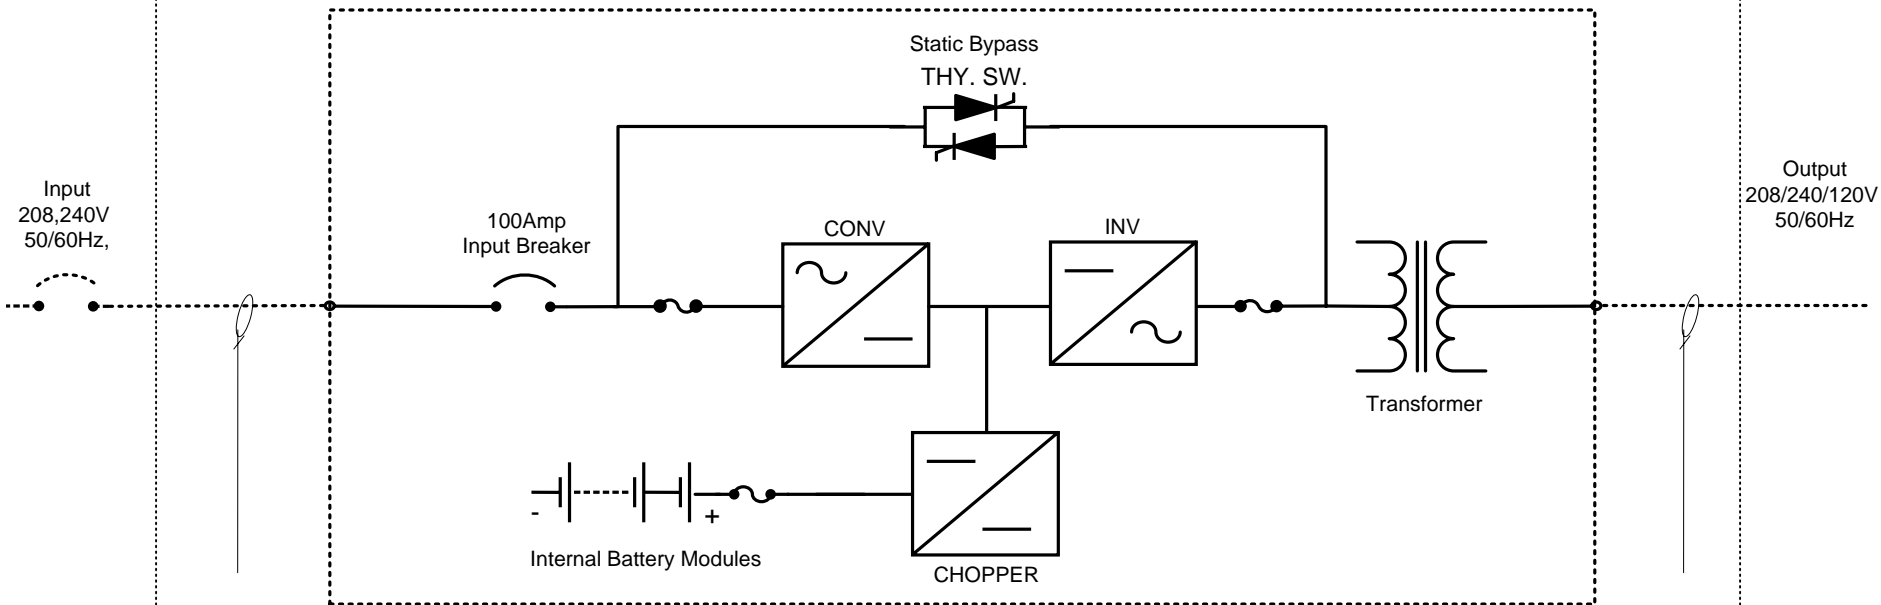 Static Bypass
THY. SW.
Input
208,240V
50/60Hz,
100Amp
Input Breaker
CONV
INV
Output
208/240/120V
50/60Hz
Transformer
-
+
Internal Battery Modules
CHOPPER